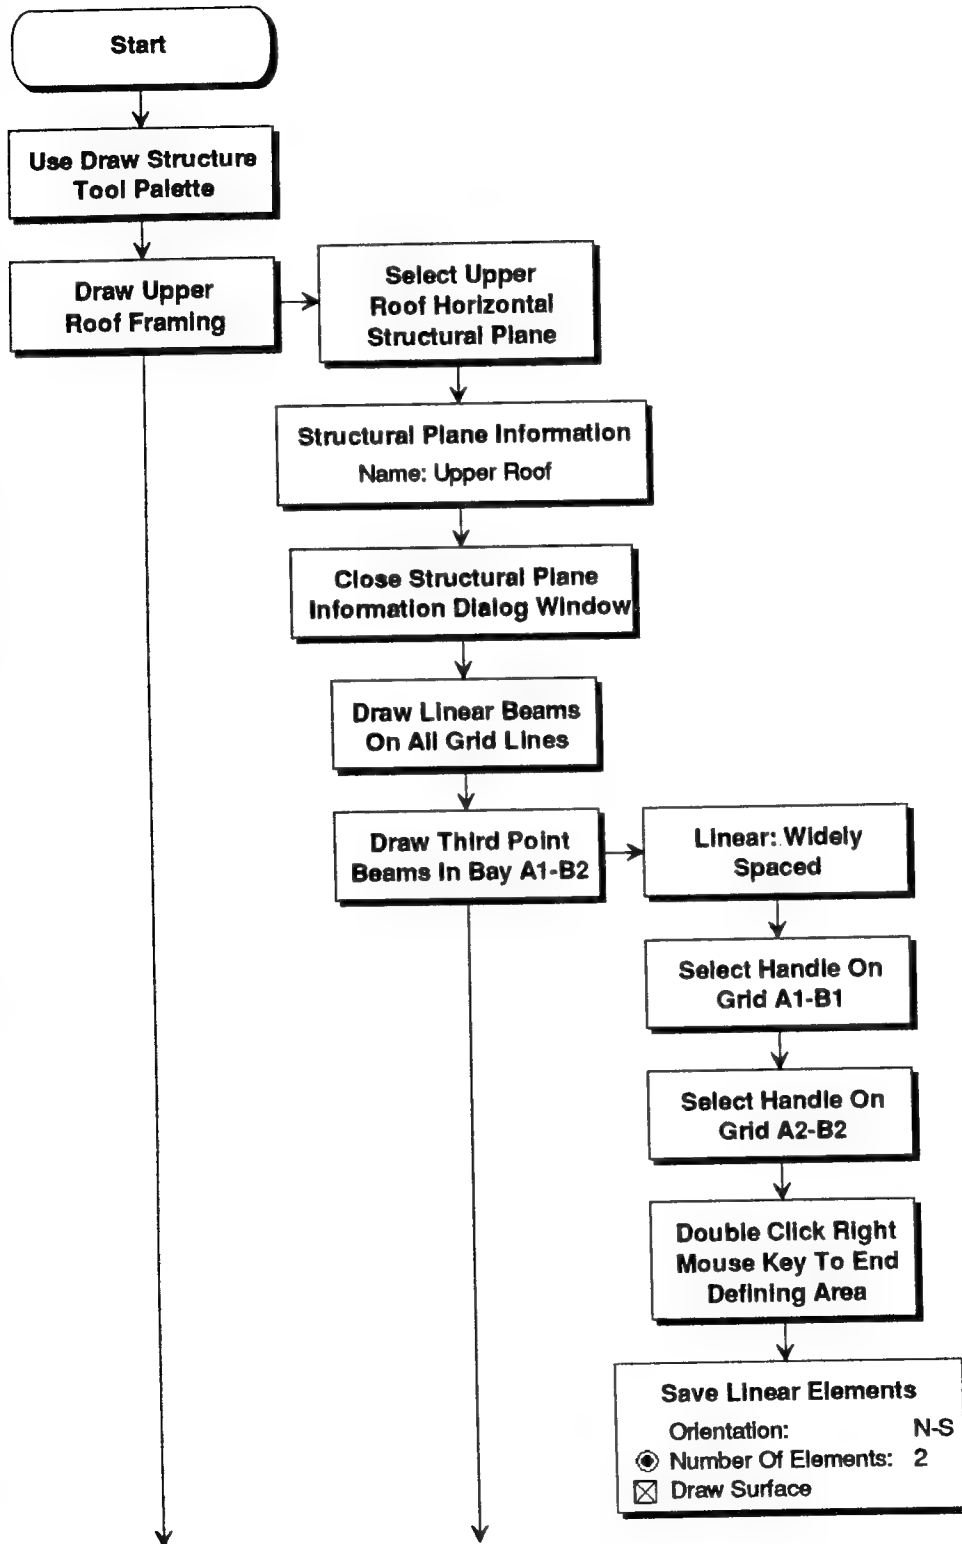 Start
Use Draw Structure
Tool Palette
Draw Upper
Roof Framing
Select Upper
Roof Horizontal
Structural Plane
Structural Plane Information
Name: Upper Roof
Close Structural Plane
Information Dialog Window
Draw Linear Beams
On All Grid Lines
Draw Third Point
Beams In Bay A1-B2
Linear: Widely
Spaced
Select Handle On
Grid A1-B1
Select Handle On
Grid A2-B2
Double Click Right
Mouse Key To End
Defining Area
Save Linear Elements
Orientation: N-S
Number Of Elements: 2
Draw Surface